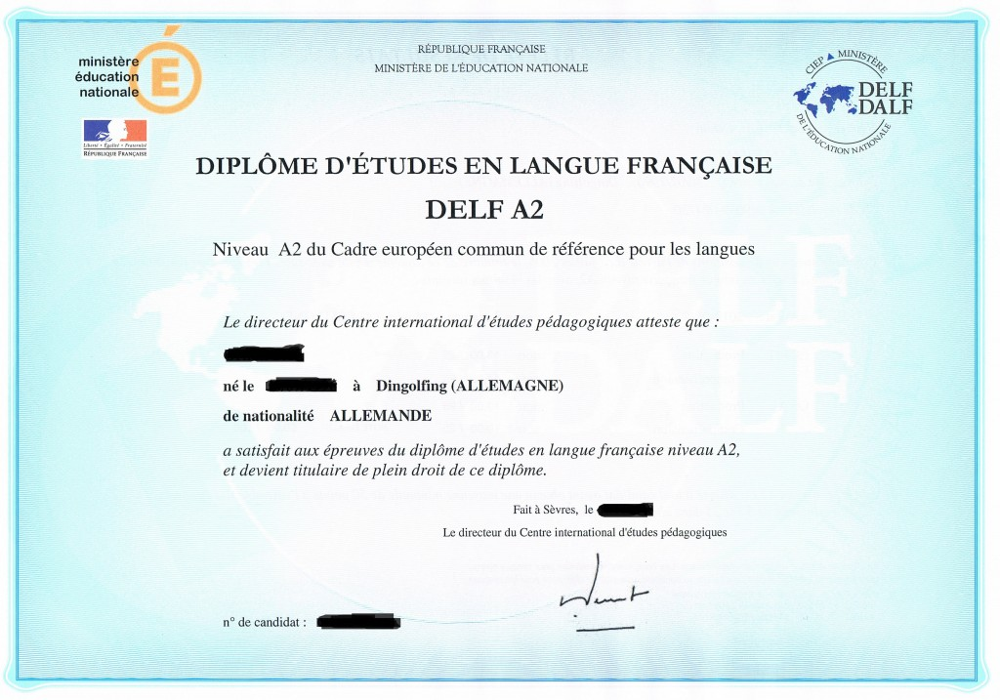 ministère
éducation
nationale
É
Liberté • Égalité • Fraternité
RÉPUBLIQUE FRANÇAISE
RÉPUBLIQUE FRANÇAISE
MINISTÈRE DE L'ÉDUCATION NATIONALE
CIEP MINISTÈRE
DELF
DALF
DE L'ÉDUCATION NATIONALE
DIPLÔME D'ÉTUDES EN LANGUE FRANÇAISE
DELF A2
Niveau A2 du Cadre européen commun de référence pour les langues
DELF
DALF
Le directeur du Centre international d'études pédagogiques atteste que :
né le à Dingolfing (ALLEMAGNE)
de nationalité ALLEMANDE
a satisfait aux épreuves du diplôme d'études en langue française niveau A2,
et devient titulaire de plein droit de ce diplôme.
Fait à Sèvres, le
Le directeur du Centre international d'études pédagogiques
n° de candidat :